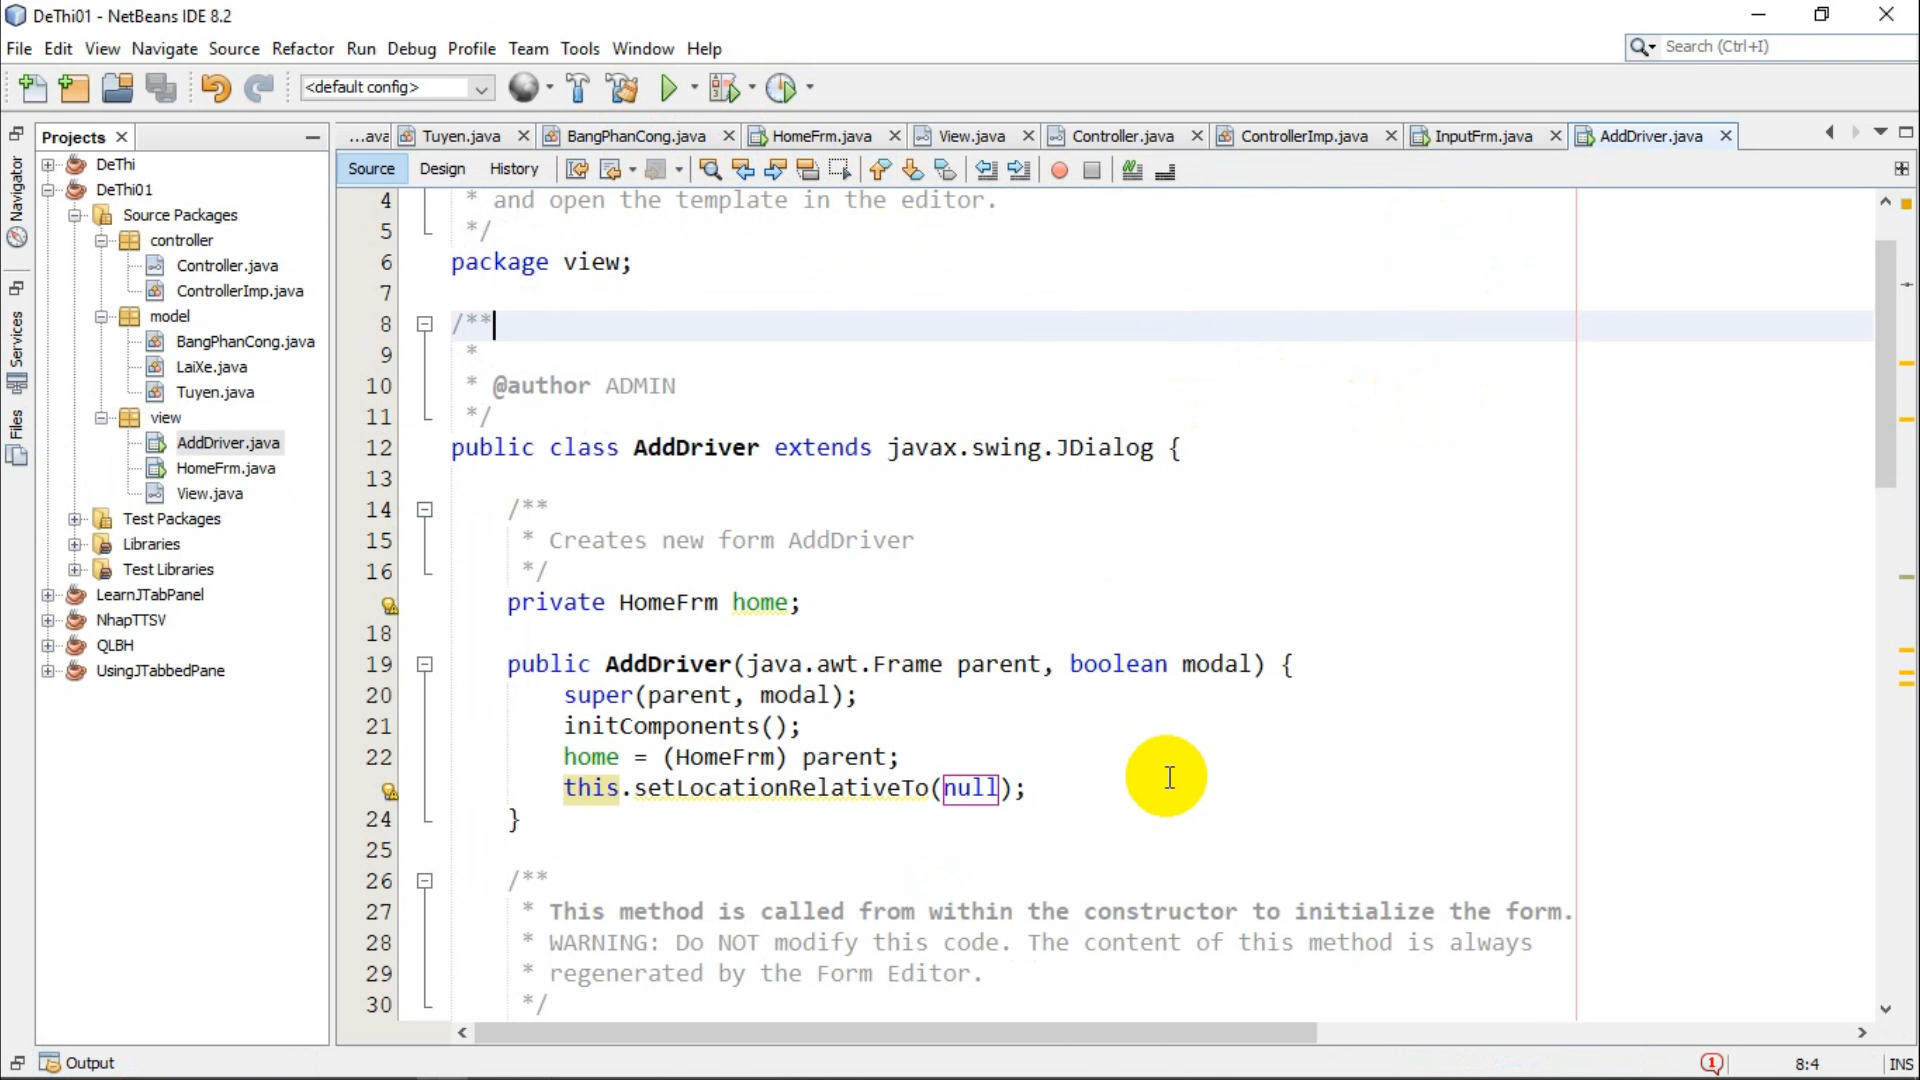 DeThi01 - NetBeans IDE 8.2
File Edit View Navigate Source Refactor Run Debug Profile Team Tools Window Help
Search (Ctrl+I)
<default config>
Projects
...ava Tuyen.java BangPhanCong.java HomeFrm.java View.java Controller.java ControllerImp.java InputFrm.java AddDriver.java
Source Design History
Navigator
Services
Files
DeThi
DeThi01
Source Packages
controller
Controller.java
ControllerImp.java
model
BangPhanCong.java
LaiXe.java
Tuyen.java
view
AddDriver.java
HomeFrm.java
View.java
Test Packages
Libraries
Test Libraries
LearnJTabPanel
NhapTTSV
QLBH
UsingJTabbedPane
4 * and open the template in the editor.
5 */
6 package view;
7
8 /**
9 *
10 * @author ADMIN
11 */
12 public class AddDriver extends javax.swing.JDialog {
13
14 /**
15 * Creates new form AddDriver
16 */
private HomeFrm home;
18
19 public AddDriver(java.awt.Frame parent, boolean modal) {
20 super(parent, modal);
21 initComponents();
22 home = (HomeFrm) parent;
this.setLocationRelativeTo(null);
24 }
25
26 /**
27 * This method is called from within the constructor to initialize the form.
28 * WARNING: Do NOT modify this code. The content of this method is always
29 * regenerated by the Form Editor.
30 */
Output
1
8:4
INS